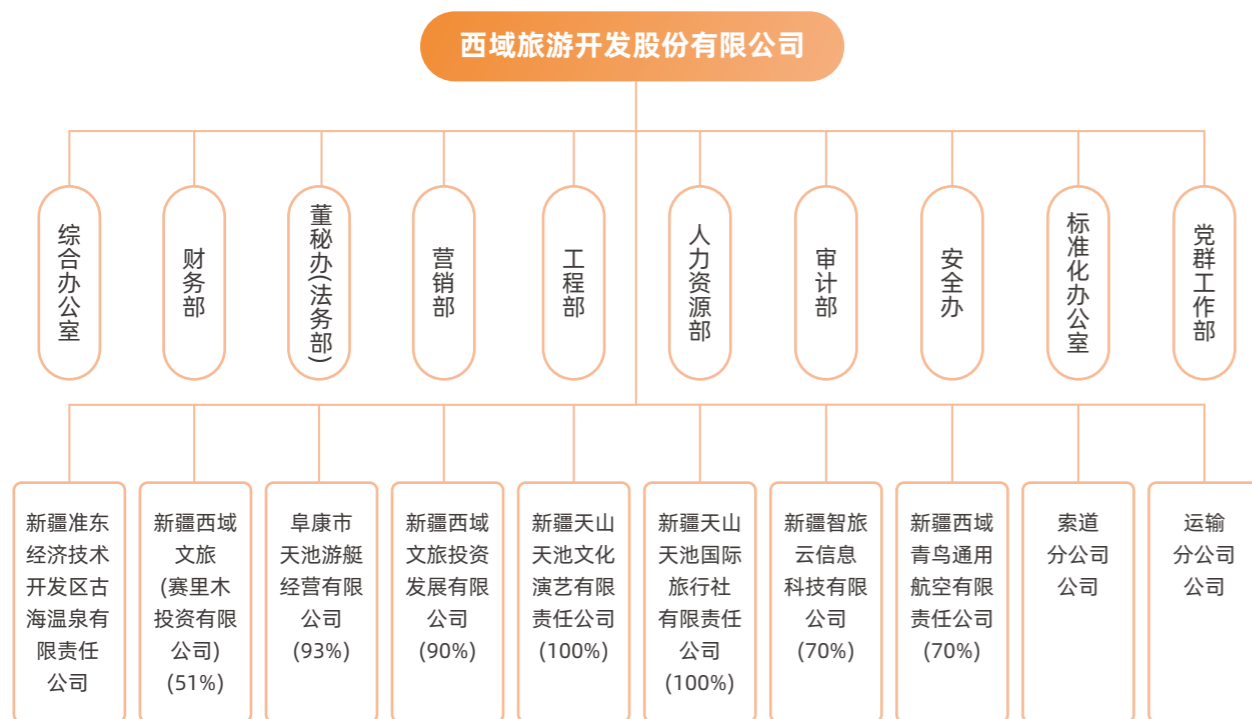 西域旅游开发股份有限公司
综合办公室
财务部
董秘办(法务部)
营销部
工程部
人力资源部
审计部
安全办
标准化办公室
党群工作部
新疆准东
经济技术
开发区古
海温泉有
限责任
公司
新疆西域
文旅
(赛里木
投资有限
公司)
(51%)
阜康市
天池游艇
经营有限
公司
(93%)
新疆西域
文旅投资
发展有限
公司
(90%)
新疆天山
天池文化
演艺有限
责任公司
(100%)
新疆天山
天池国际
旅行社
有限责任
公司
(100%)
新疆智旅
云信息
科技有限
公司
(70%)
新疆西域
青鸟通用
航空有限
责任公司
(70%)
索道
分公司
公司
运输
分公司
公司